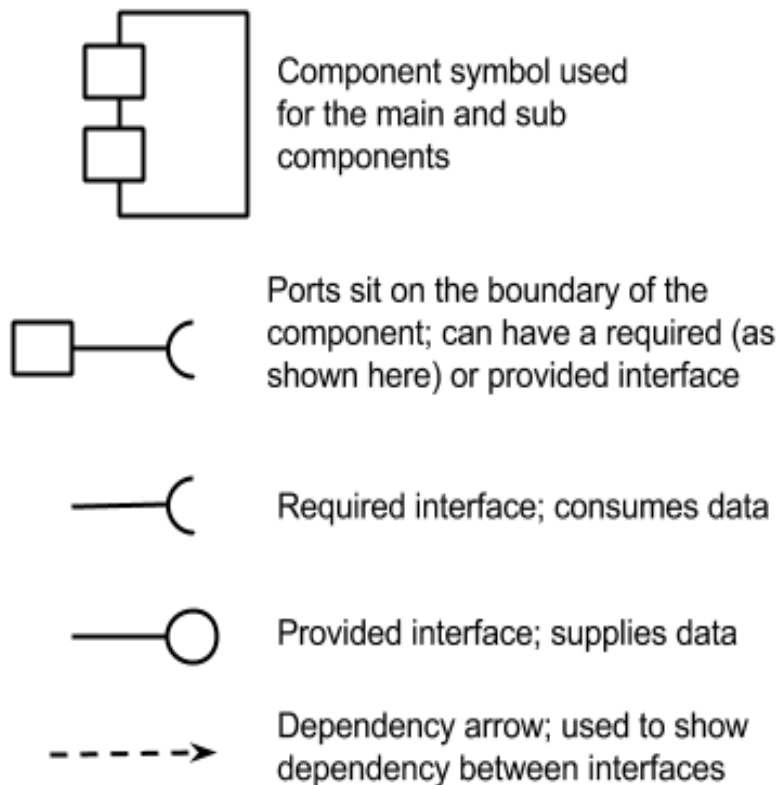 Component symbol used
for the main and sub
components
Ports sit on the boundary of the
component; can have a required (as
shown here) or provided interface
Required interface; consumes data
Provided interface; supplies data
Dependency arrow; used to show
dependency between interfaces